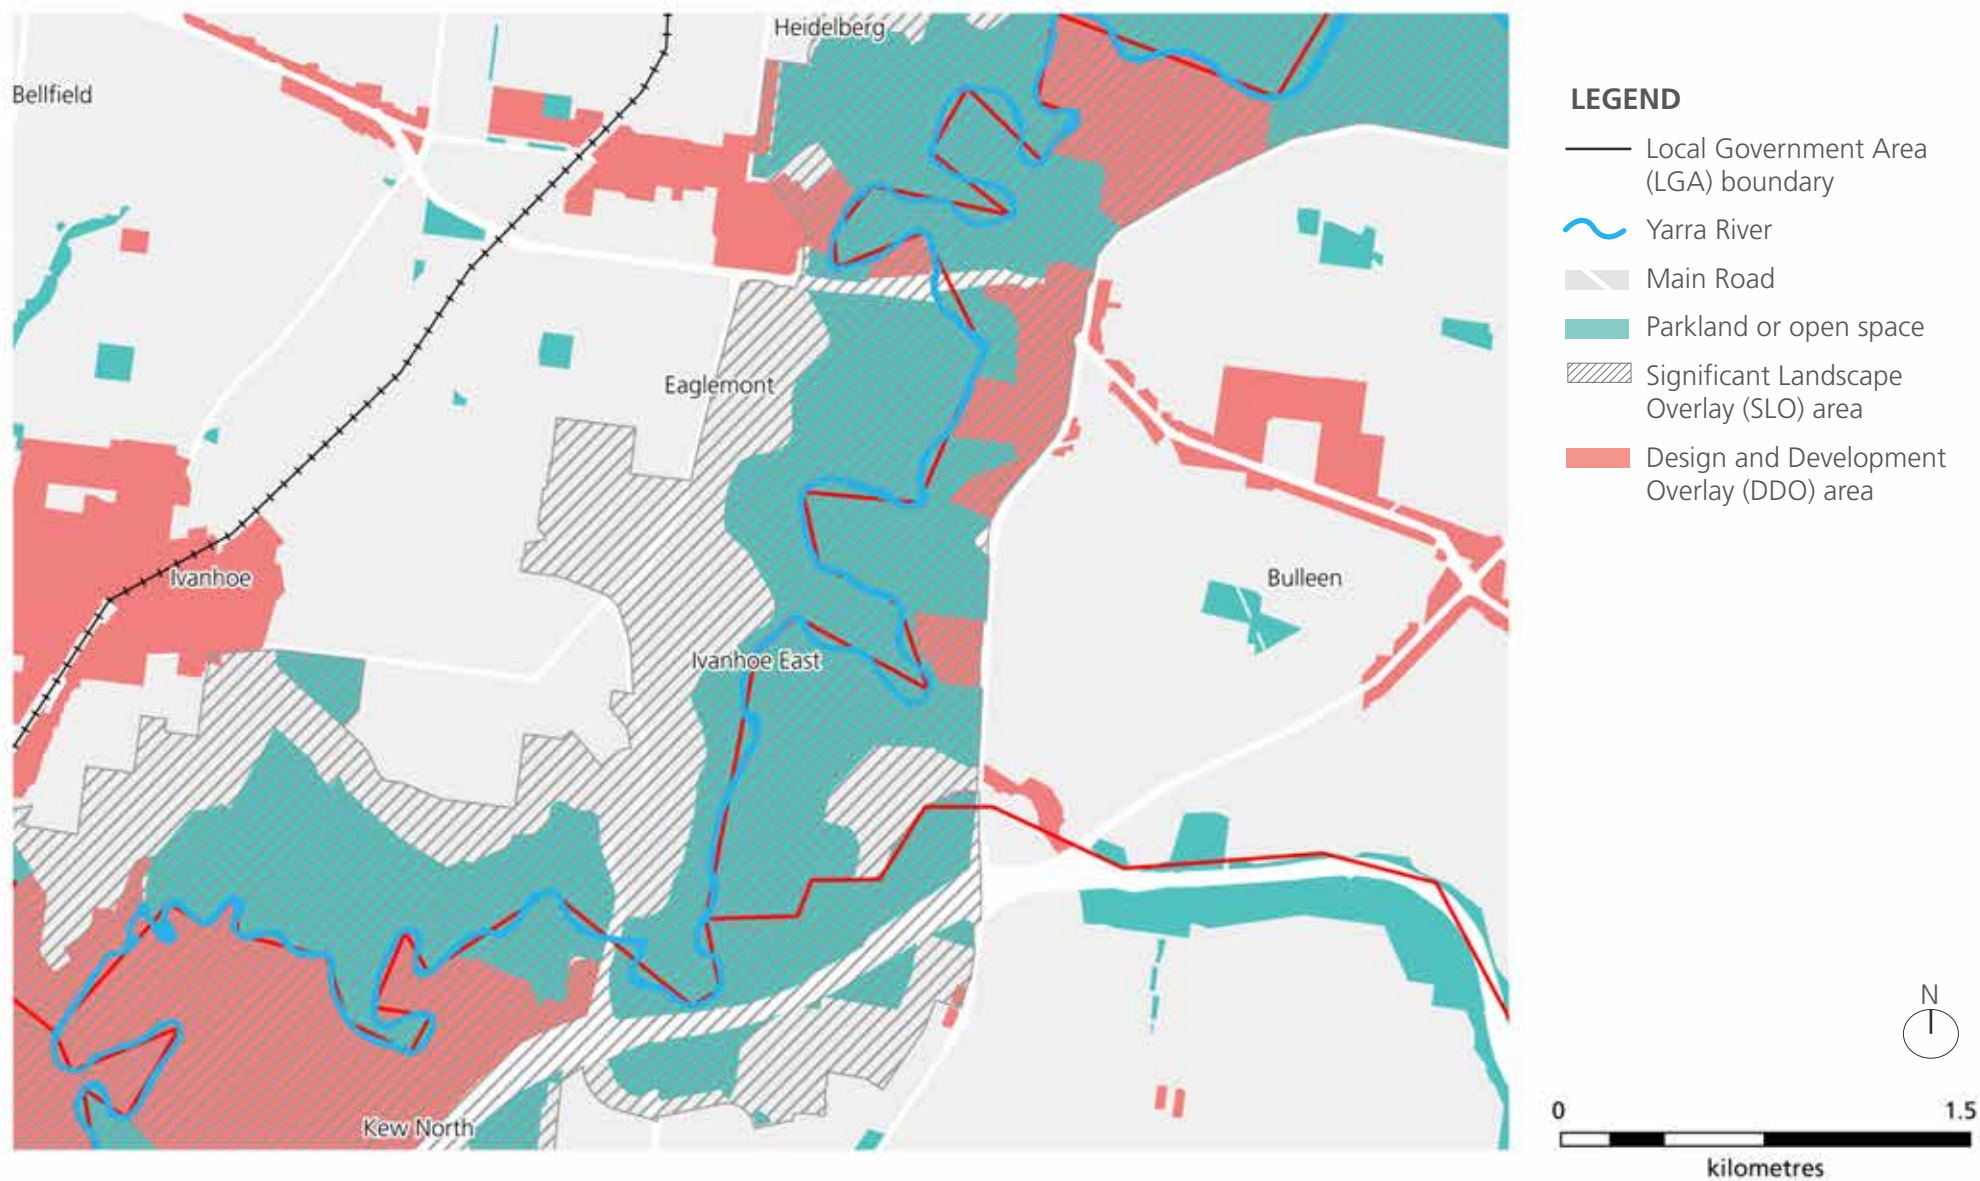 Heidelberg
Bellfield
Eaglemont
Ivanhoe
Bulleen
Ivanhoe East
Kew North
LEGEND
Local Government Area
(LGA) boundary
Yarra River
Main Road
Parkland or open space
Significant Landscape
Overlay (SLO) area
Design and Development
Overlay (DDO) area
N
0 1.5
kilometres